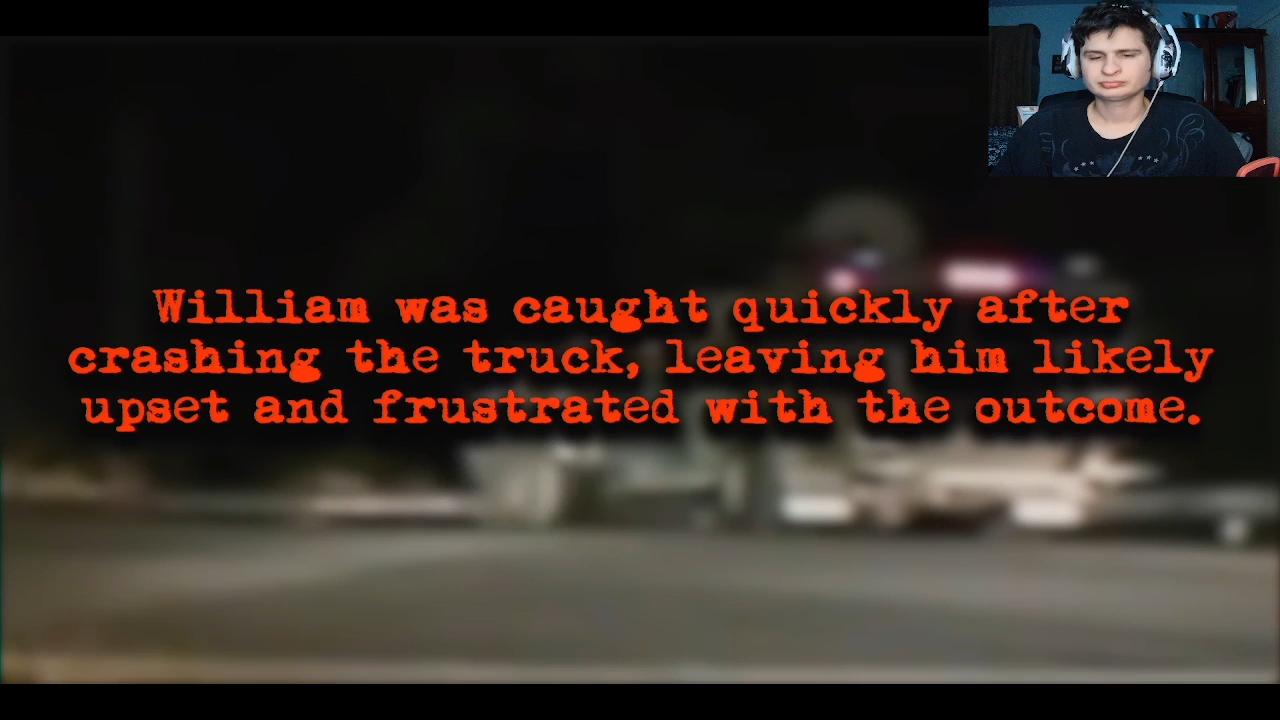 William was caught quickly after
crashing the truck, leaving him likely
upset and frustrated with the outcome.